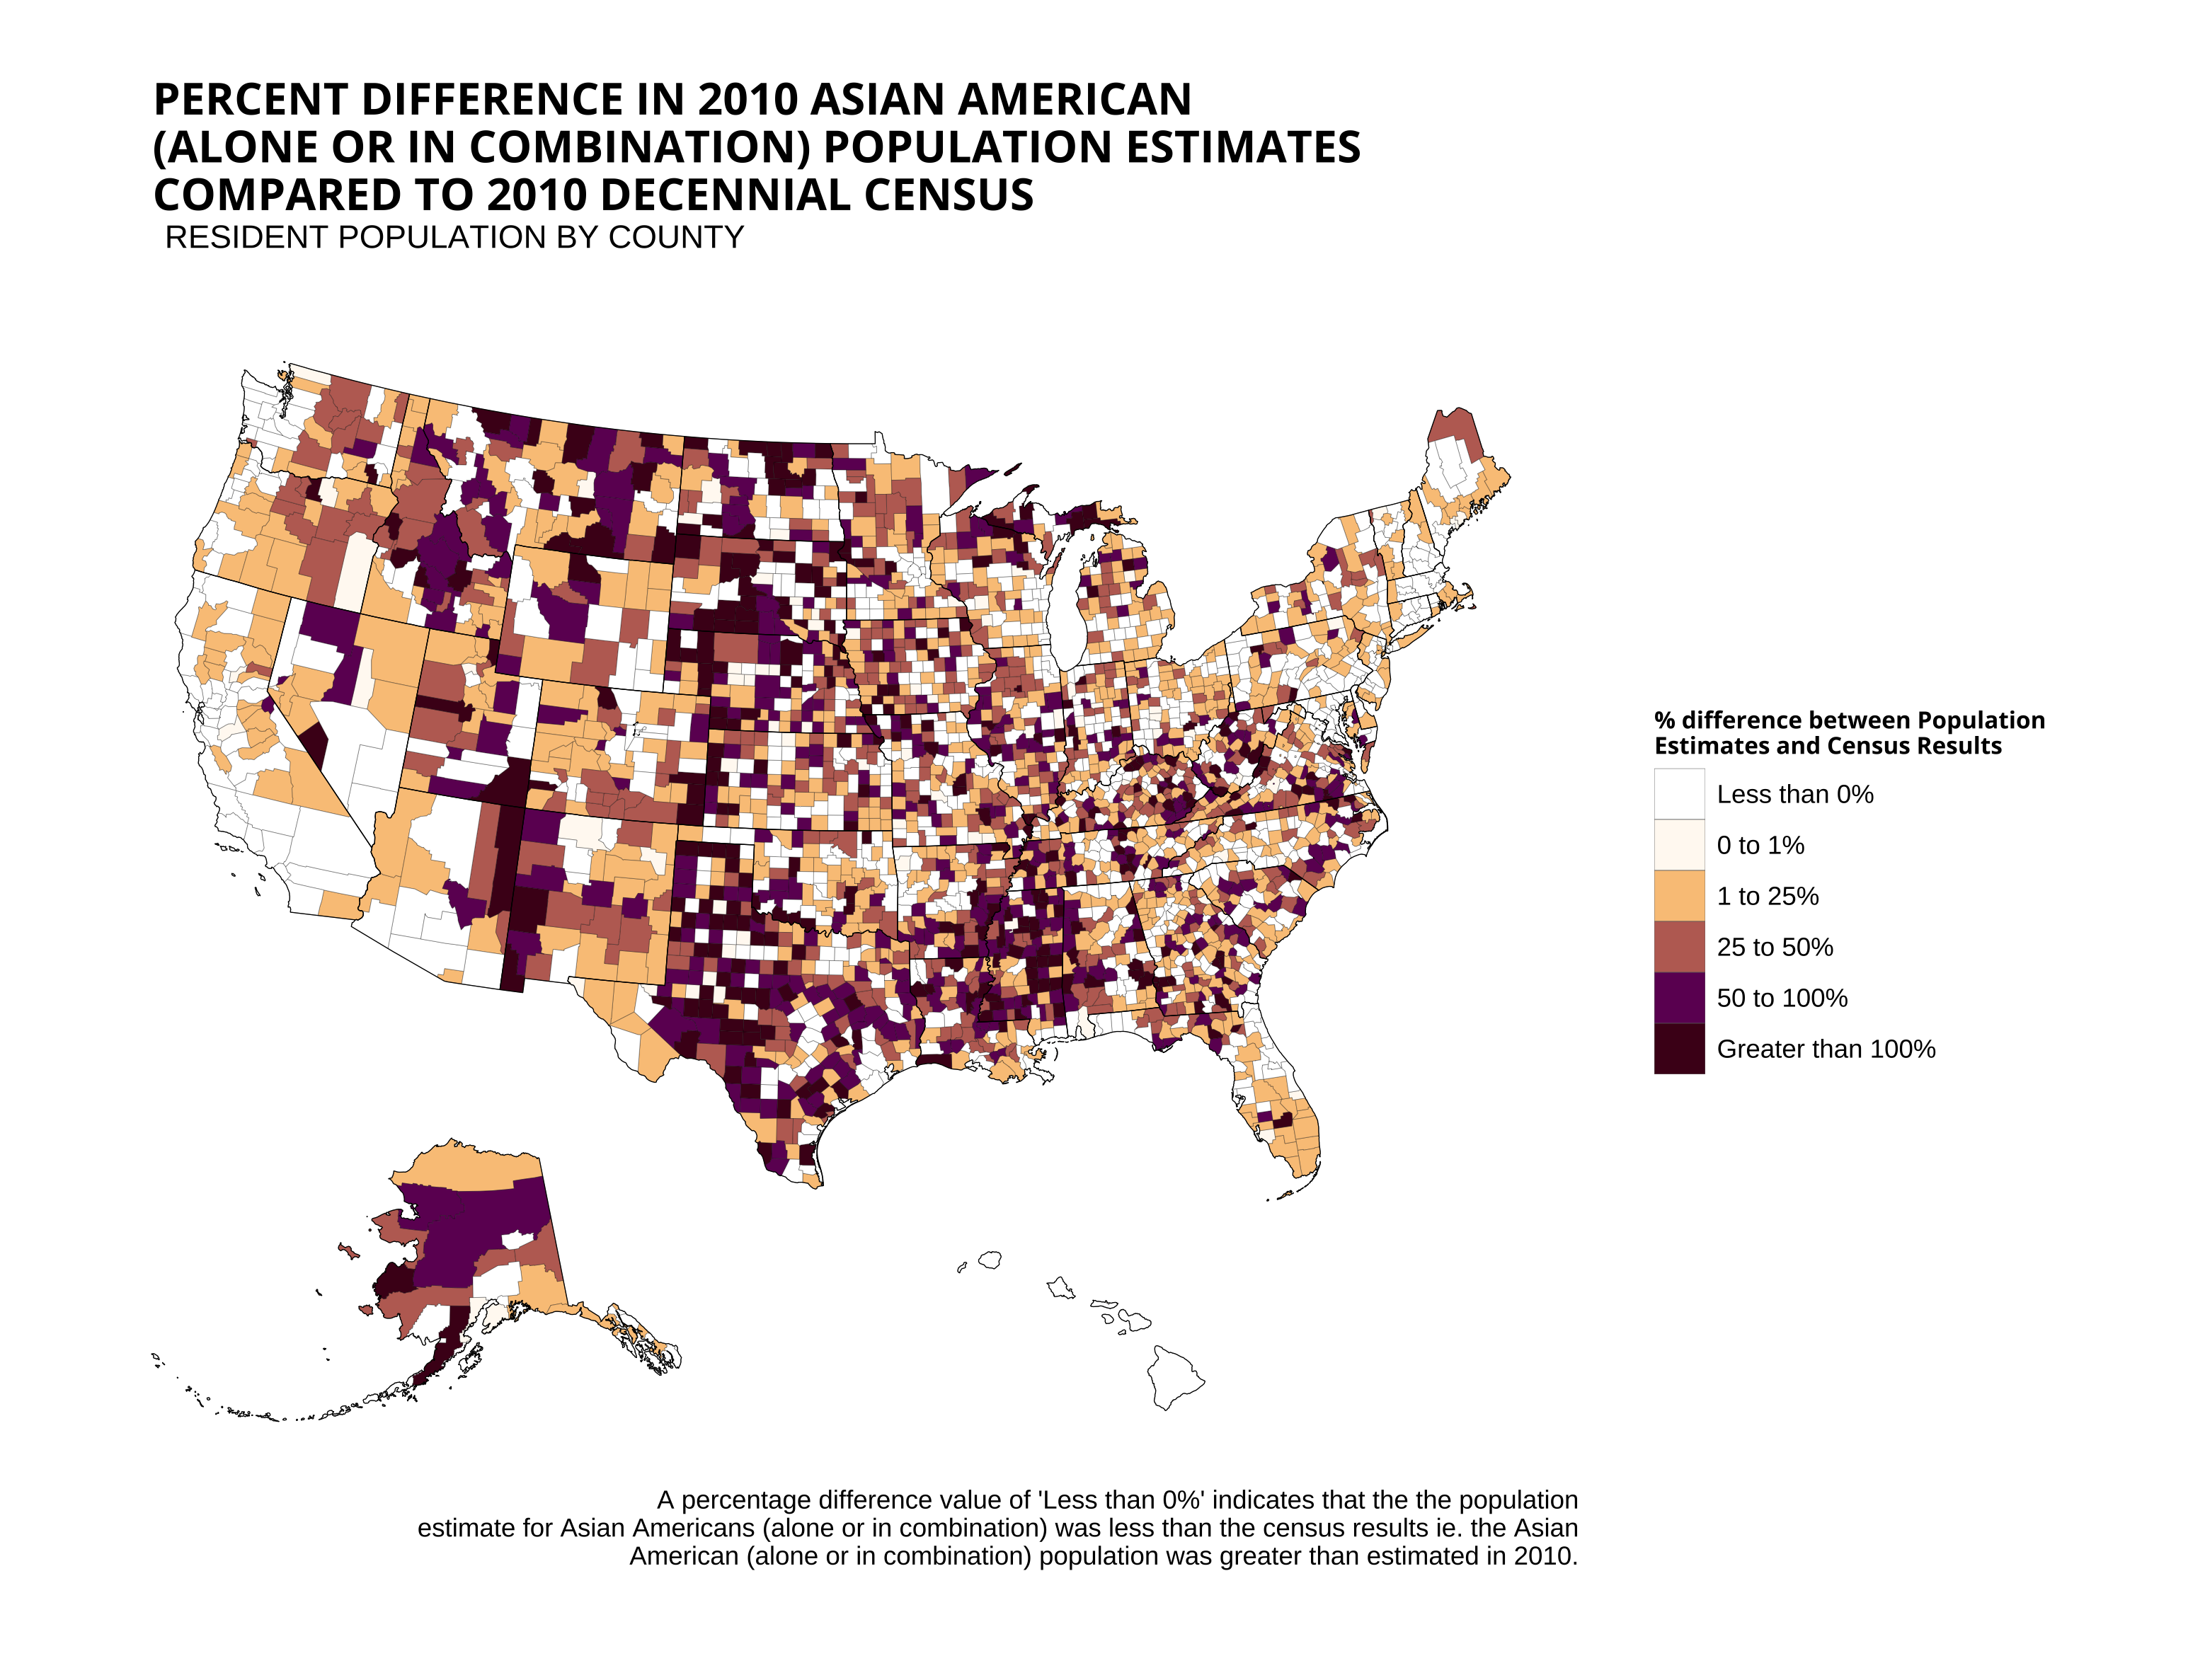 PERCENT DIFFERENCE IN 2010 ASIAN AMERICAN
(ALONE OR IN COMBINATION) POPULATION ESTIMATES
COMPARED TO 2010 DECENNIAL CENSUS
RESIDENT POPULATION BY COUNTY
% difference between Population
Estimates and Census Results
Less than 0%
0 to 1%
1 to 25%
25 to 50%
50 to 100%
Greater than 100%
A percentage difference value of 'Less than 0%' indicates that the the population
estimate for Asian Americans (alone or in combination) was less than the census results ie. the Asian
American (alone or in combination) population was greater than estimated in 2010.